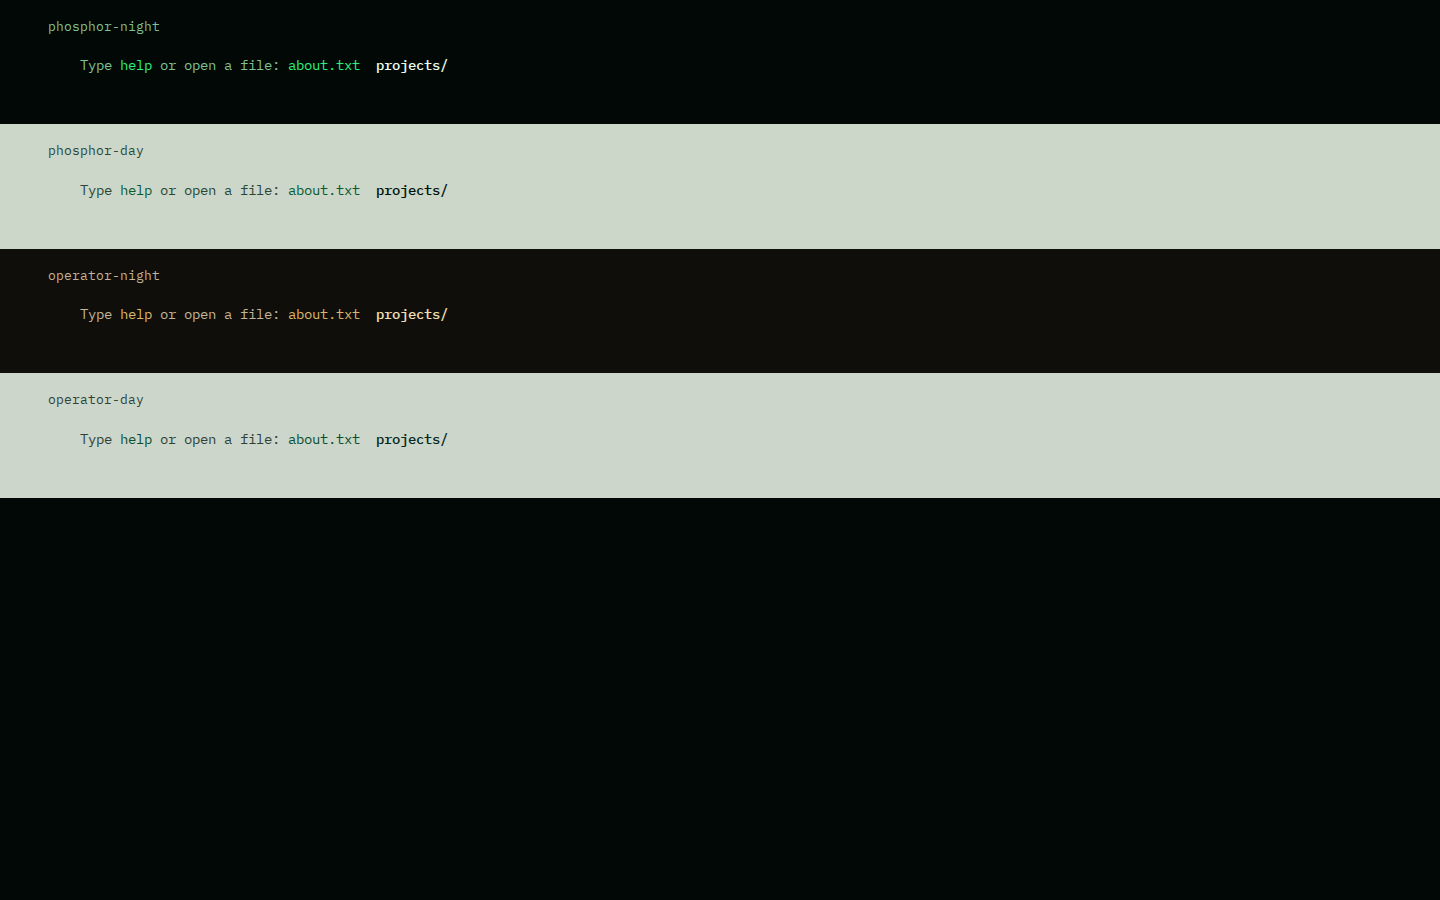 phosphor-night
Type help or open a file: about.txt  projects/
phosphor-day
Type help or open a file: about.txt  projects/
operator-night
Type help or open a file: about.txt  projects/
operator-day
Type help or open a file: about.txt  projects/